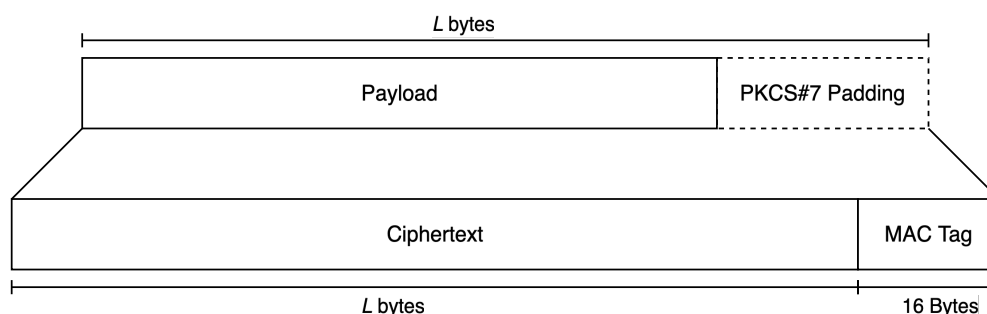 L bytes
Payload
PKCS#7 Padding
Ciphertext
MAC Tag
L bytes
16 Bytes